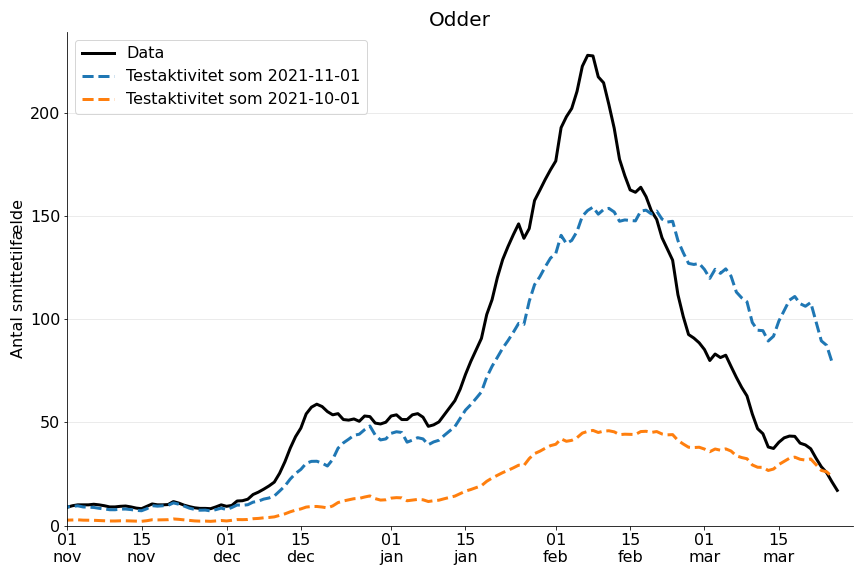 Odder
Data
Testaktivitet som 2021-11-01
Testaktivitet som 2021-10-01
Antal smittetilfælde
200
150
100
50
0
01 15 01 15 01 15 01 15 01 15
nov nov dec dec jan jan feb feb mar mar